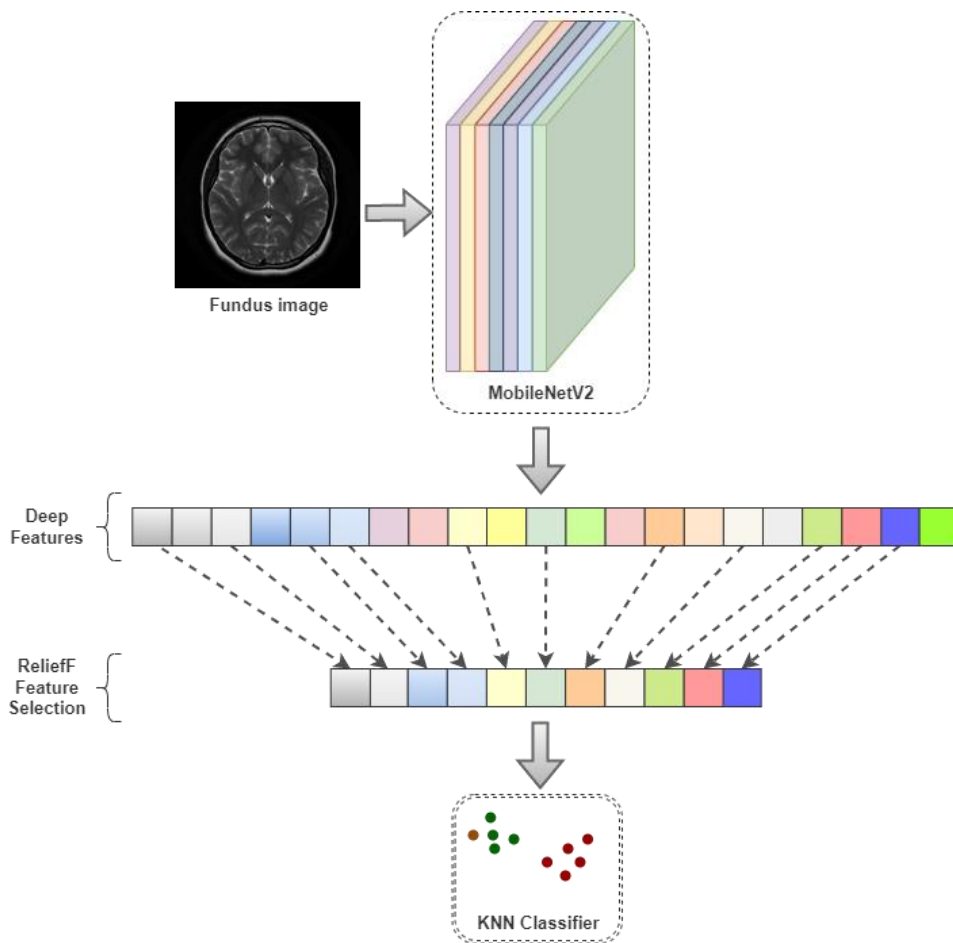 Fundus image
MobileNetV2
Deep
Features
ReliefF
Feature
Selection
KNN Classifier